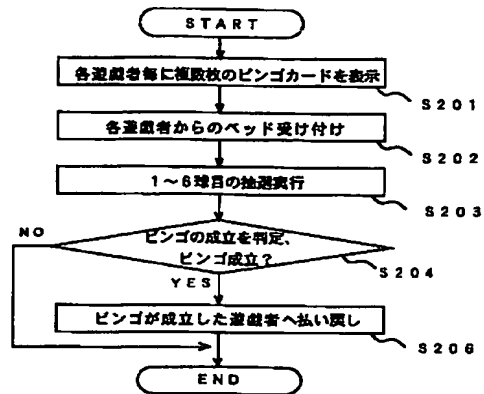 START
各遊戯者毎に複数枚のビンゴカードを表示
S201
各遊戯者からのベッド受け付け
S202
1〜6球目の抽選実行
S203
NO
ビンゴの成立を判定、
ビンゴ成立?
S204
YES
ビンゴが成立した遊戯者へ払い戻し
S206
END